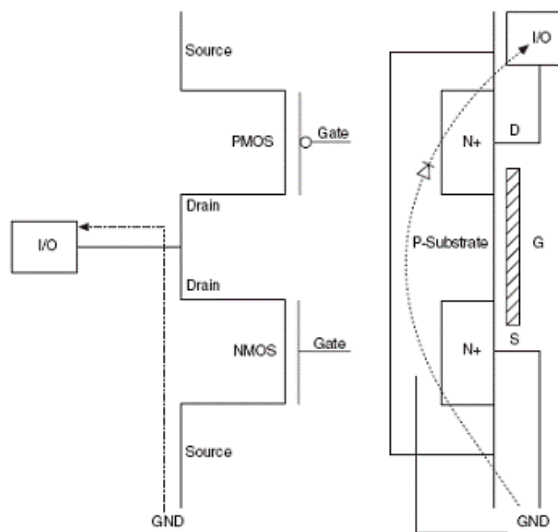 Source
PMOS
Gate
Drain
I/O
Drain
NMOS
Gate
Source
GND
I/O
N+
D
P-Substrate
G
N+
S
GND